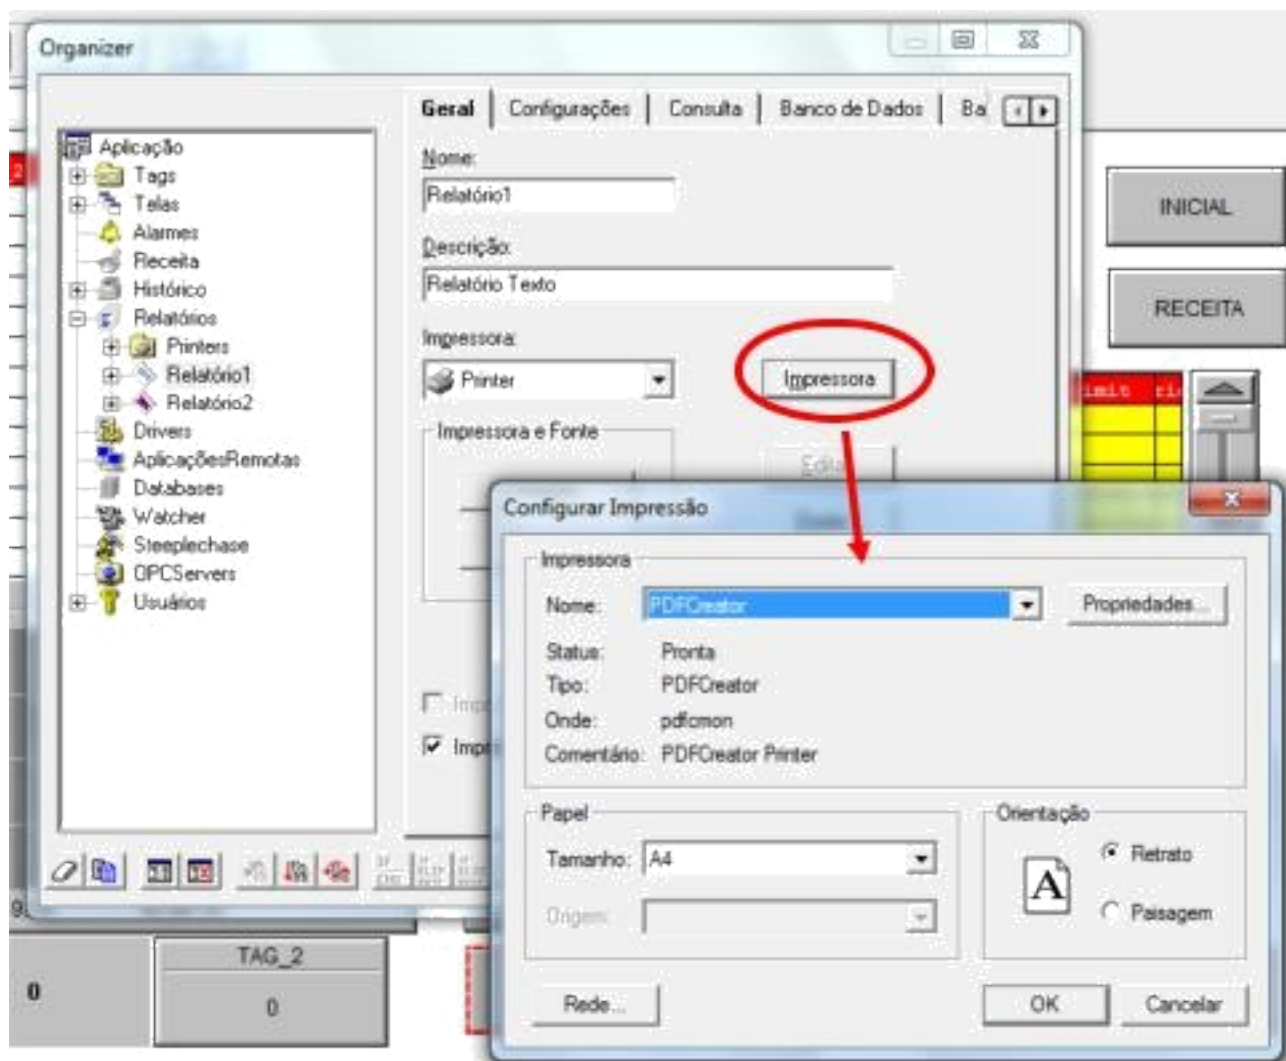 Organizer
Geral
Configurações
Consulta
Banco de Dados
Ba
Aplicação
Tags
Telas
Alarmes
Receita
Histórico
Relatórios
Printers
Relatório1
Relatório2
Drivers
AplicaçõesRemotas
Databases
Watcher
Steeplechase
OPCServers
Usuários
Nome:
Relatório1
Descrição:
Relatório Texto
Impressora:
Printer
Impressora
Impressora e Fonte
INICIAL
RECEITA
Configurar Impressão
Impressora
Nome: PDFCreator
Propriedades...
Status: Pronta
Tipo: PDFCreator
Onde: pdfcmon
Comentário: PDFCreator Printer
Papel
Tamanho: A4
Origem:
Orientação
A
Retrato
Paisagem
Rede...
OK
Cancelar
TAG_2
0
0